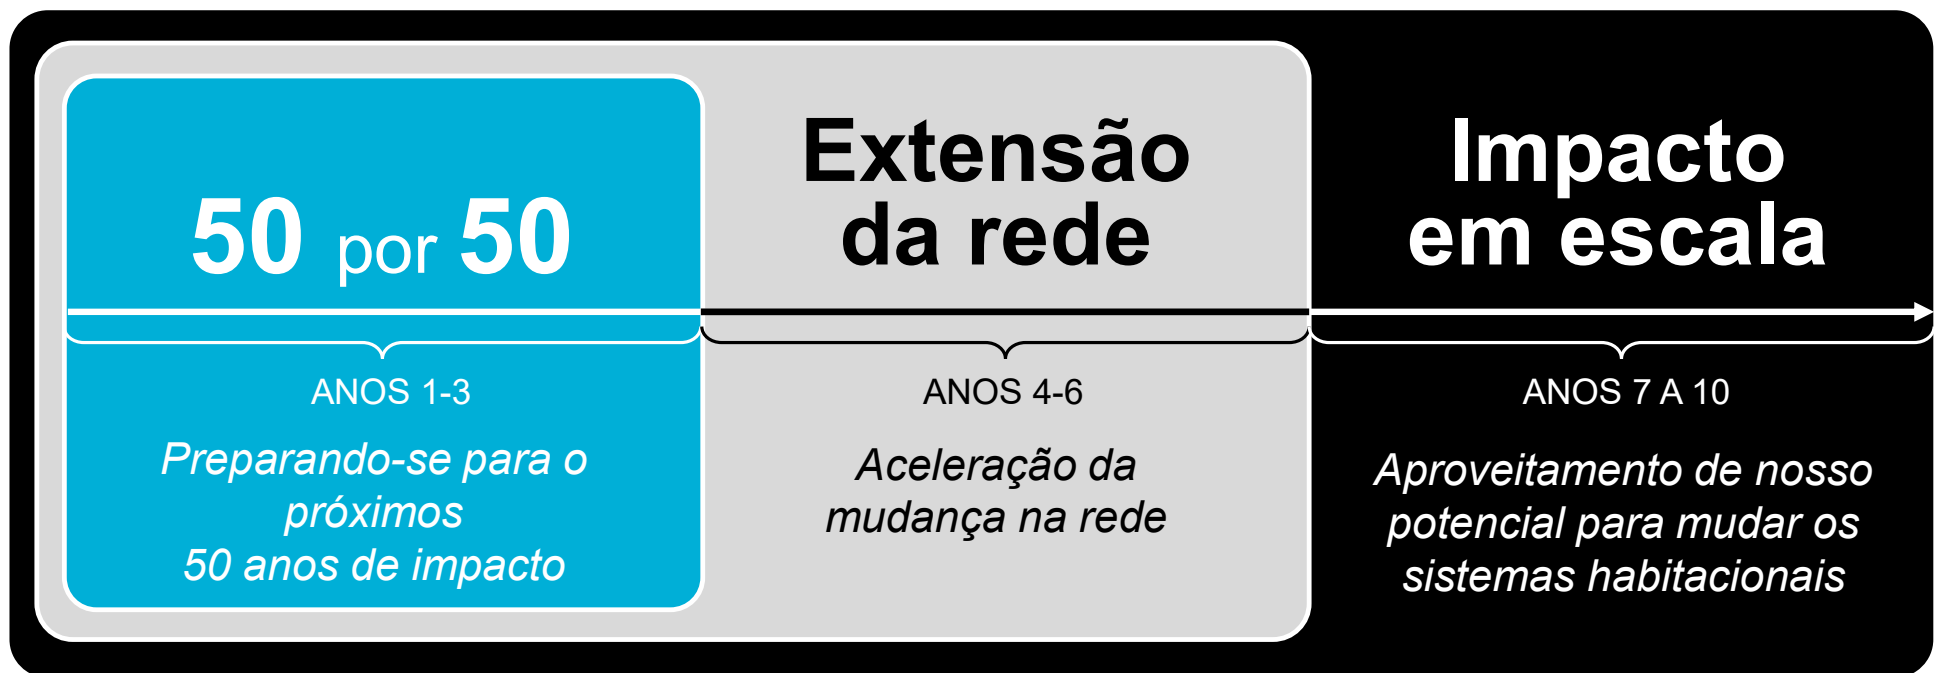 50 por 50
ANOS 1-3
Preparando-se para o
próximos
50 anos de impacto
Extensão
da rede
ANOS 4-6
Aceleração da
mudança na rede
Impacto
em escala
ANOS 7 A 10
Aproveitamento de nosso
potencial para mudar os
sistemas habitacionais